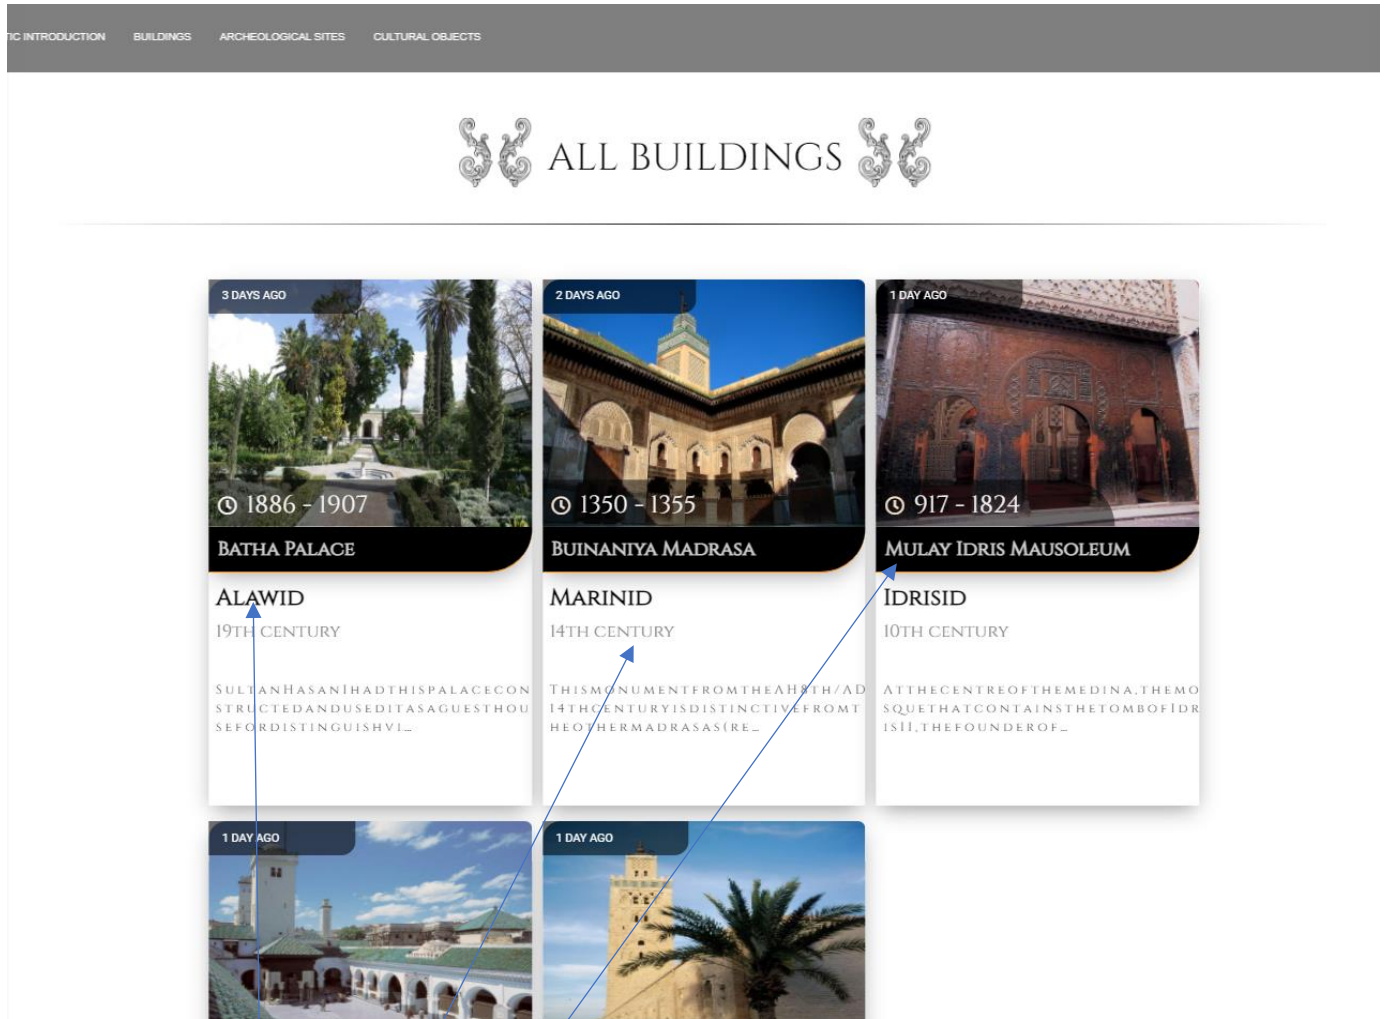 TIC INTRODUCTION BUILDINGS ARCHEOLOGICAL SITES CULTURAL OBJECTS
ALL BUILDINGS
3 DAYS AGO
1886 - 1907
BATHA PALACE
ALAWID
19TH CENTURY
SULTANHASANIHADTHISPALACECON
STRUCTEDANDUSEDITASAGUESTHOU
SEFORDISTINGUISHVI...
2 DAYS AGO
1350 - 1355
BUINANIYA MADRASA
MARINID
14TH CENTURY
THISMONUMENTFROMTHEAH8TH/AD
14THCENTURYISDISTINCTIVEFROMT
HEOTHERMADRASAS(RE...
1 DAY AGO
917 - 1824
MULAY IDRIS MAUSOLEUM
IDRISID
10TH CENTURY
ATTHECENTREOFTHEMEDINA,THEMO
SQUETHATCONTAINSTHETOMBOFIDR
ISII,THEFOUNDEROF...
1 DAY AGO
1 DAY AGO